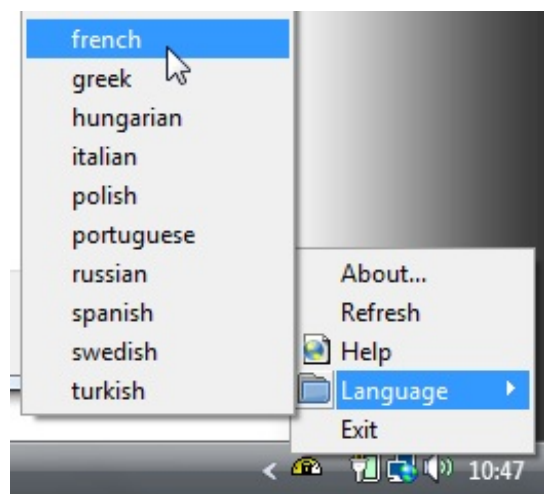 french
greek
hungarian
italian
polish
portuguese
russian
spanish
swedish
turkish
About...
Refresh
Help
Language
Exit
10:47